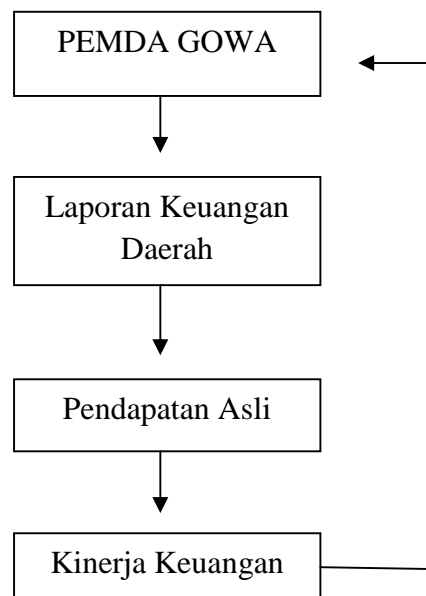 PEMDA GOWA
Laporan Keuangan
Daerah
Pendapatan Asli
Kinerja Keuangan